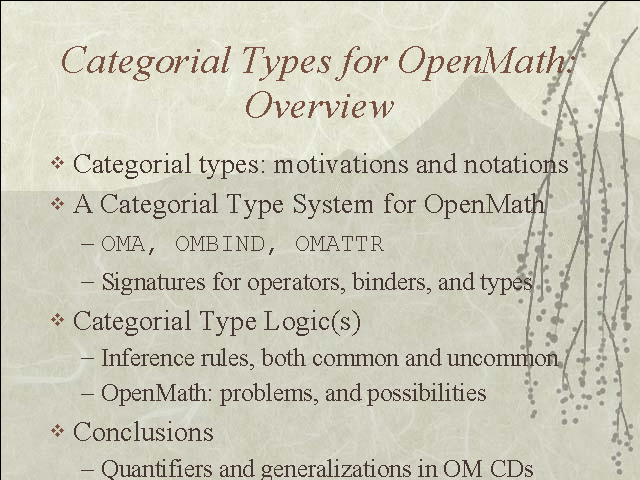 Categorial Types for OpenMath:
Overview
❖ Categorial types: motivations and notations
❖ A Categorial Type System for OpenMath
– OMA, OMBIND, OMATTR
– Signatures for operators, binders, and types
❖ Categorial Type Logic(s)
– Inference rules, both common and uncommon
– OpenMath: problems, and possibilities
❖ Conclusions
– Quantifiers and generalizations in OM CDs